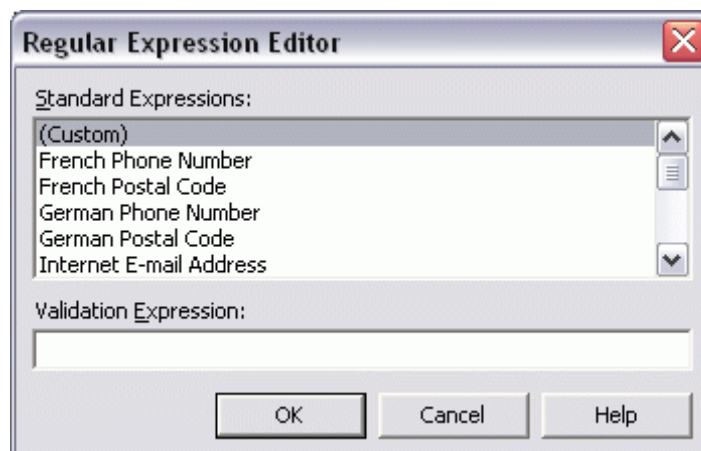 Regular Expression Editor
Standard Expressions:
(Custom)
French Phone Number
French Postal Code
German Phone Number
German Postal Code
Internet E-mail Address
Validation Expression:
OK Cancel Help